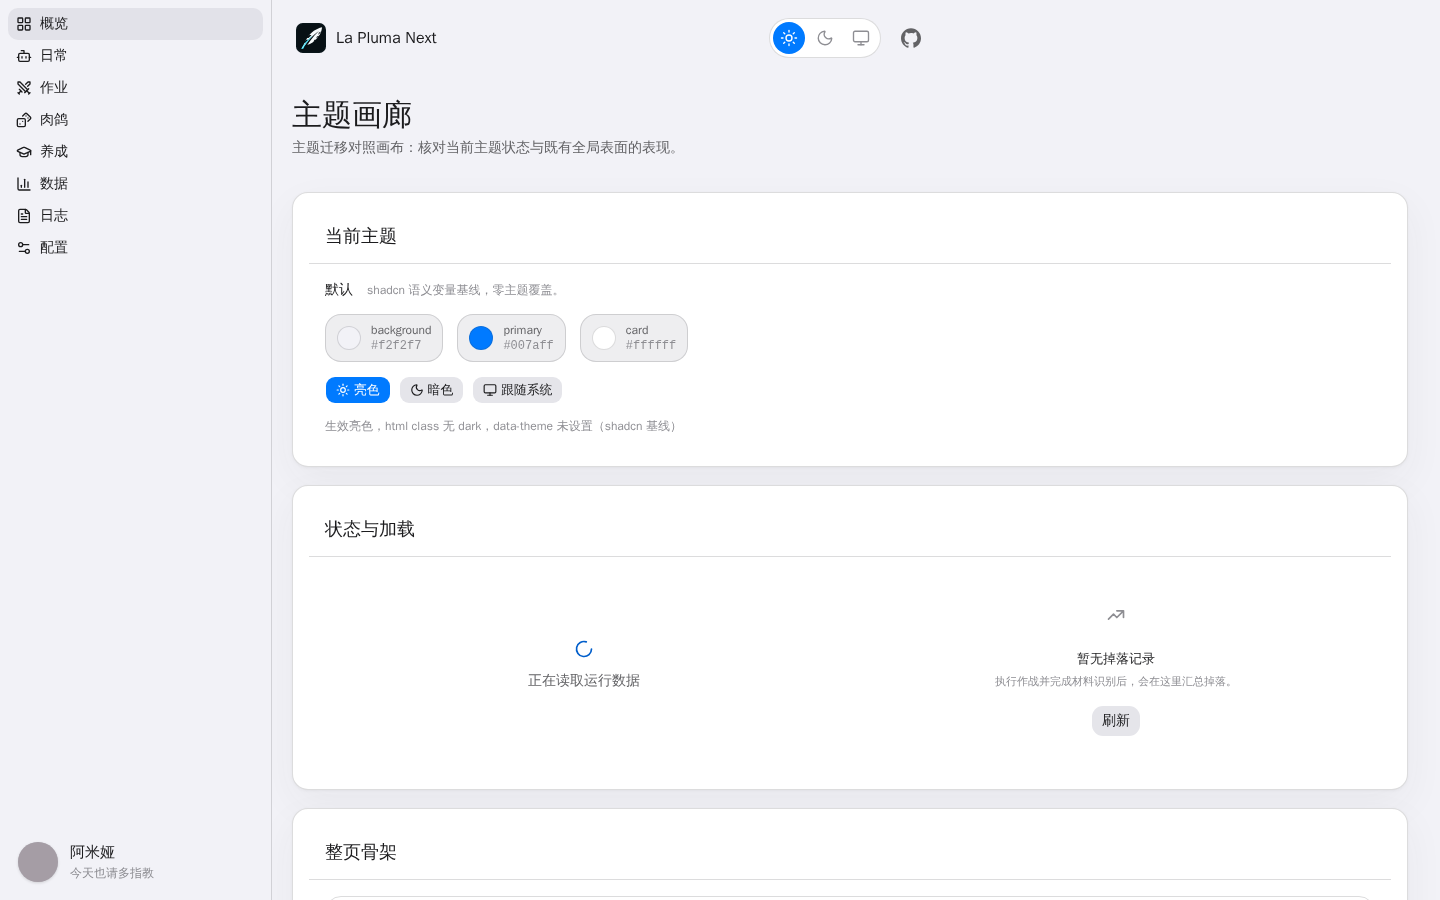 概览
日常
作业
肉鸽
养成
数据
日志
配置
阿米娅
今天也请多指教
La Pluma Next
主题画廊
主题迁移对照画布：核对当前主题状态与既有全局表面的表现。
当前主题
默认 shadcn 语义变量基线，零主题覆盖。
background
#f2f2f7
primary
#007aff
card
#ffffff
亮色 暗色 跟随系统
生效亮色，html class 无 dark，data-theme 未设置（shadcn 基线）
状态与加载
正在读取运行数据
暂无掉落记录
执行作战并完成材料识别后，会在这里汇总掉落。
刷新
整页骨架